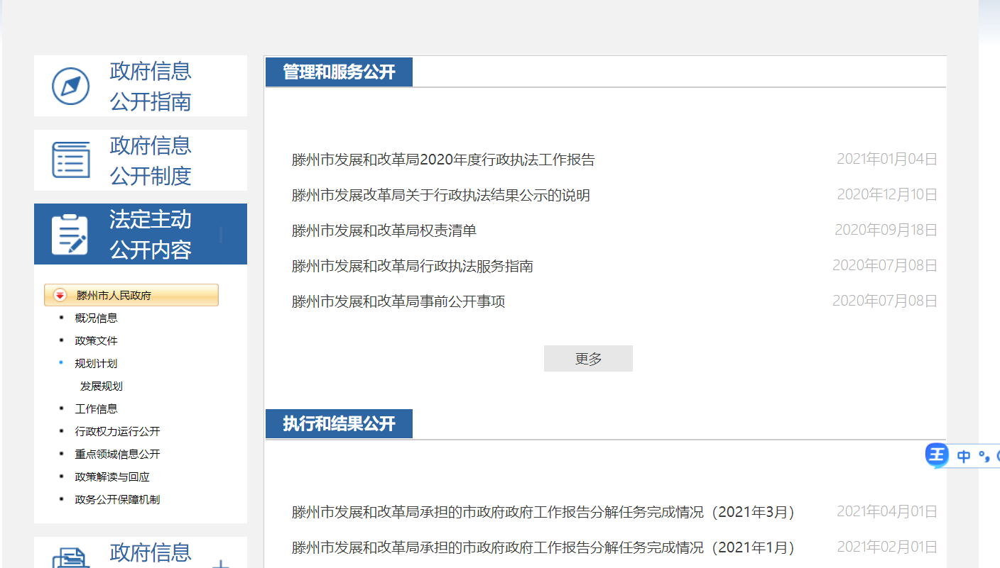 政府信息
公开指南
政府信息
公开制度
法定主动
公开内容
滕州市人民政府
概况信息
政策文件
规划计划
发展规划
工作信息
行政权力运行公开
重点领域信息公开
政策解读与回应
政务公开保障机制
政府信息
管理和服务公开
滕州市发展和改革局2020年度行政执法工作报告 2021年01月04日
滕州市发展改革局关于行政执法结果公示的说明 2020年12月10日
滕州市发展和改革局权责清单 2020年09月18日
滕州市发展和改革局行政执法服务指南 2020年07月08日
滕州市发展和改革局事前公开事项 2020年07月08日
更多
执行和结果公开
滕州市发展和改革局承担的市政府政府工作报告分解任务完成情况（2021年3月） 2021年04月01日
滕州市发展和改革局承担的市政府政府工作报告分解任务完成情况（2021年1月） 2021年02月01日
王 中 °,